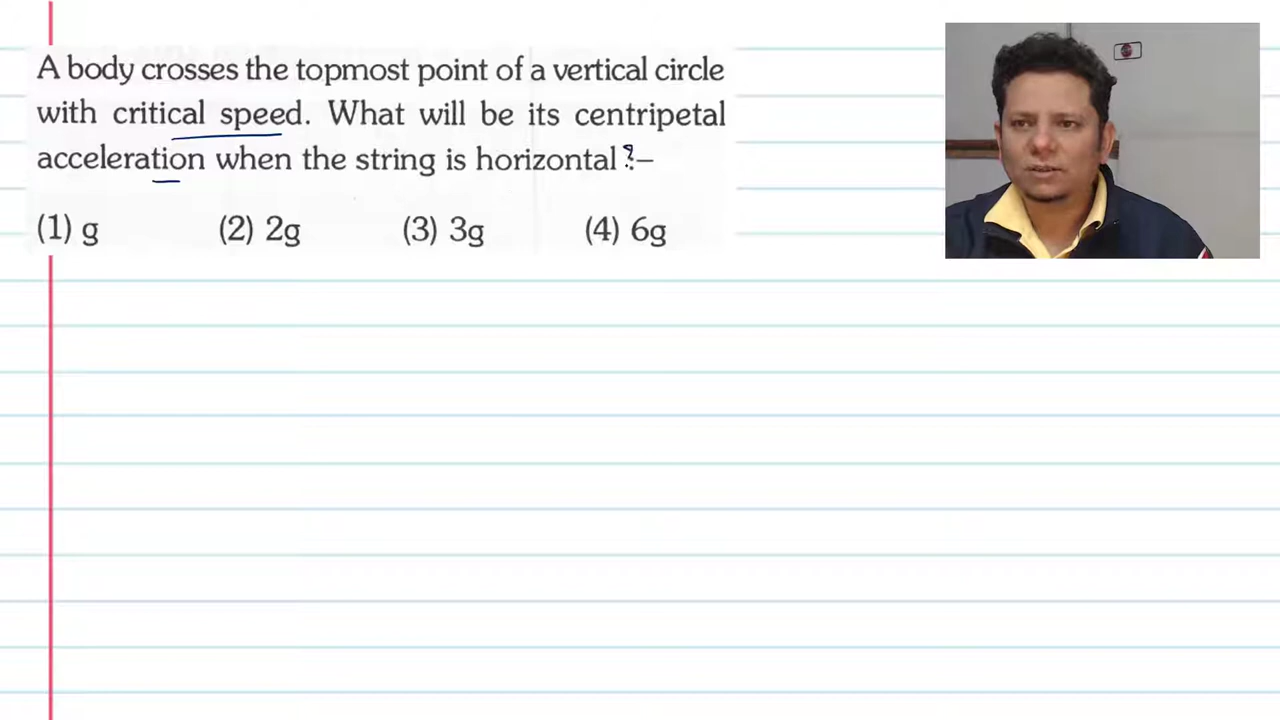 A body crosses the topmost point of a vertical circle
with critical speed. What will be its centripetal
acceleration when the string is horizontal ?–
(1) g (2) 2g (3) 3g (4) 6g